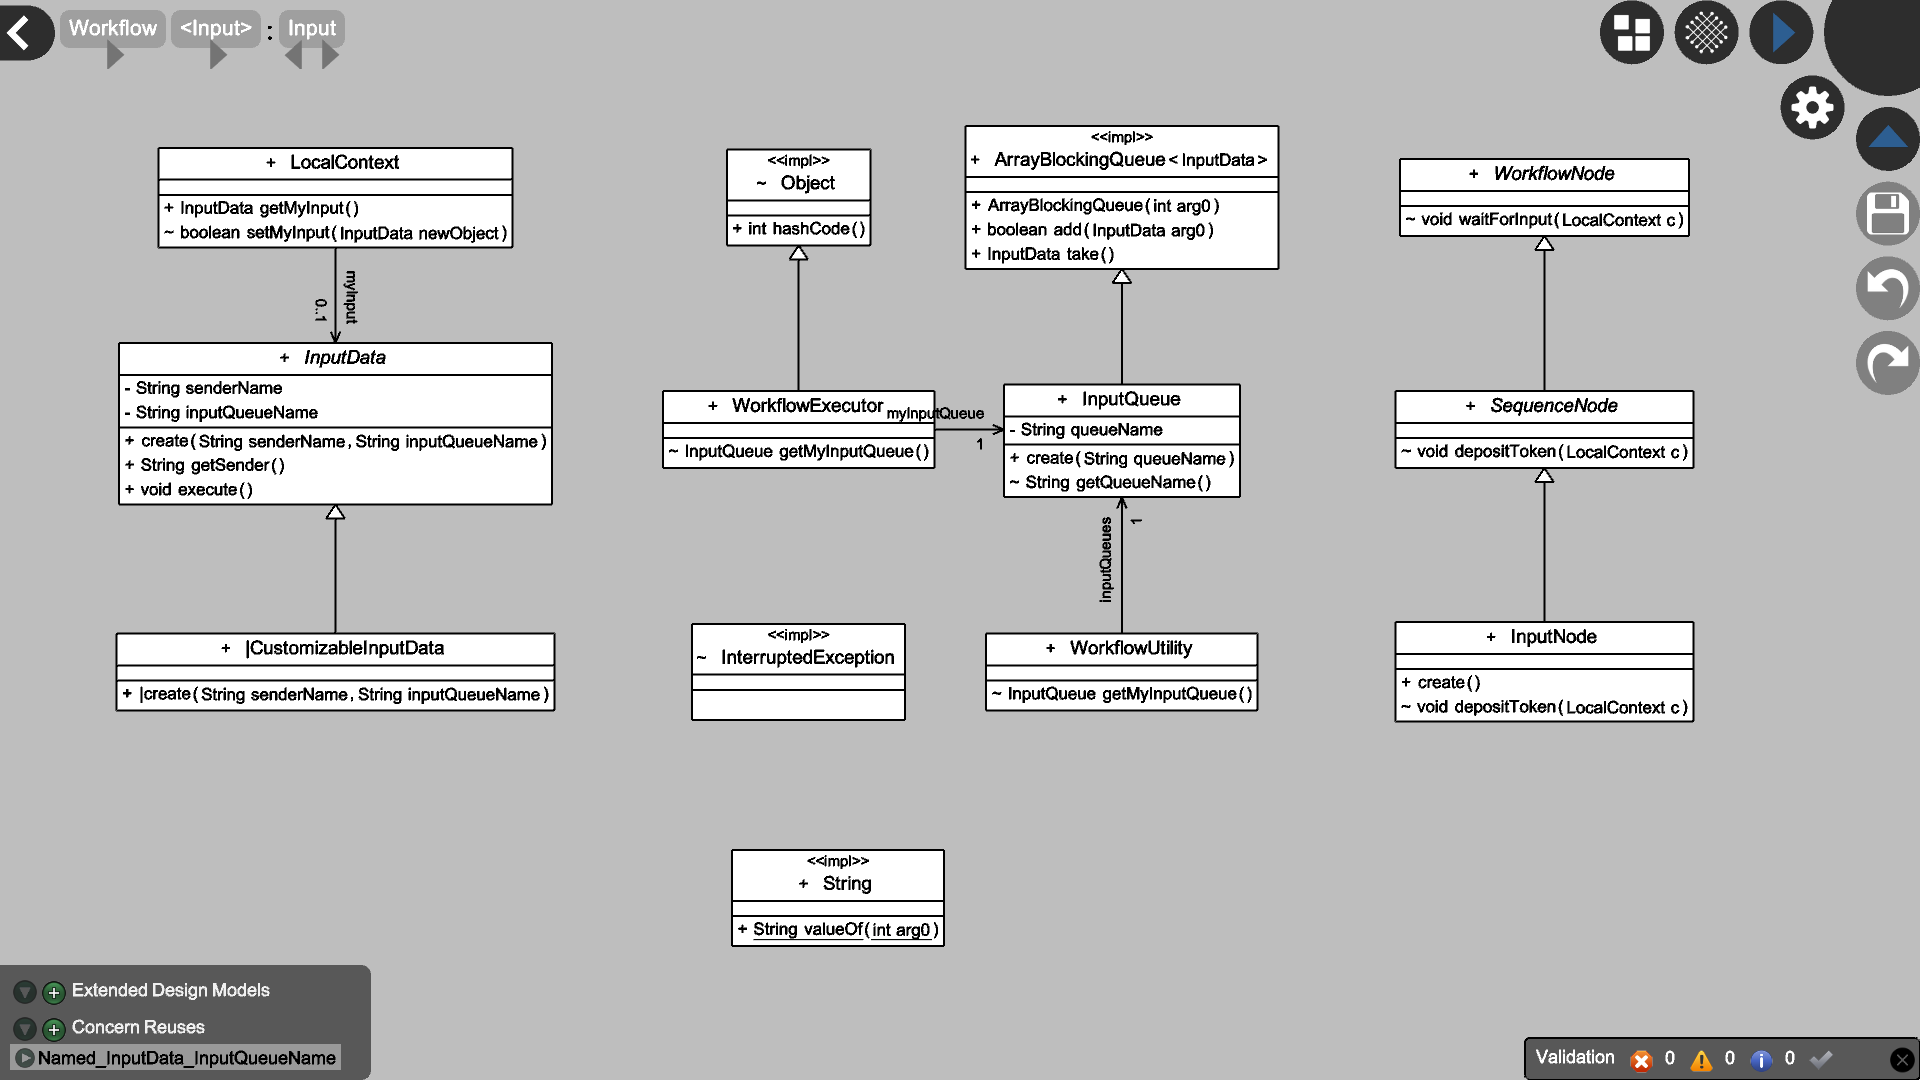 Workflow
<Input>
:
Input
+ LocalContext
+ InputData getMyInput()
~ boolean setMyInput(InputData newObject)
myInput
0..1
+ InputData
- String senderName
- String inputQueueName
+ create(String senderName, String inputQueueName)
+ String getSender()
+ void execute()
+ |CustomizableInputData
+ |create(String senderName, String inputQueueName)
<<impl>>
~ Object
+ int hashCode()
<<impl>>
+ ArrayBlockingQueue<InputData>
+ ArrayBlockingQueue(int arg0)
+ boolean add(InputData arg0)
+ InputData take()
+ WorkflowExecutor
~ InputQueue getMyInputQueue()
myInputQueue
1
+ InputQueue
- String queueName
+ create(String queueName)
~ String getQueueName()
inputQueues
1
<<impl>>
~ InterruptedException
+ WorkflowUtility
~ InputQueue getMyInputQueue()
<<impl>>
+ String
+ String valueOf(int arg0)
+ WorkflowNode
~ void waitForInput(LocalContext c)
+ SequenceNode
~ void depositToken(LocalContext c)
+ InputNode
+ create()
~ void depositToken(LocalContext c)
Extended Design Models
Concern Reuses
Named_InputData_InputQueueName
Validation 0 0 0